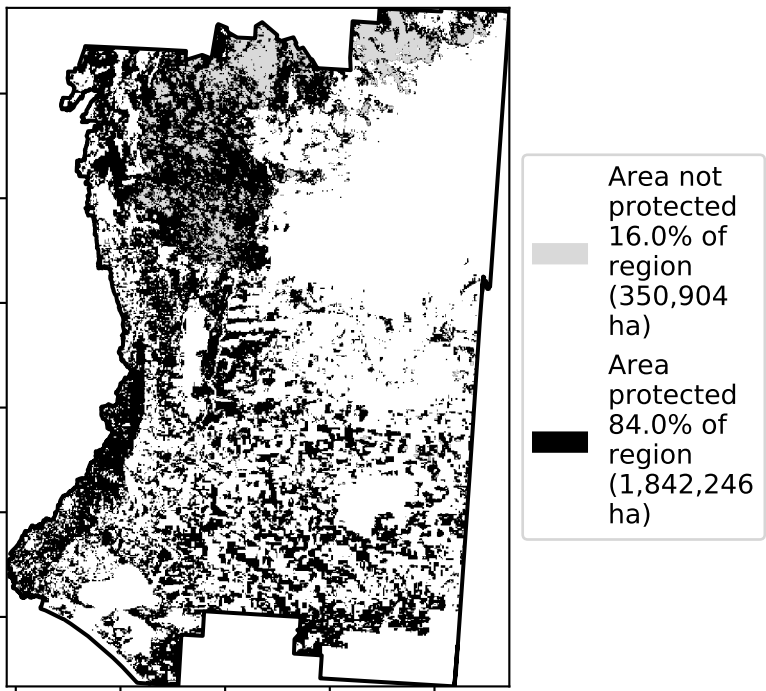 Area not
protected
16.0% of
region
(350,904
ha)
Area
protected
84.0% of
region
(1,842,246
ha)